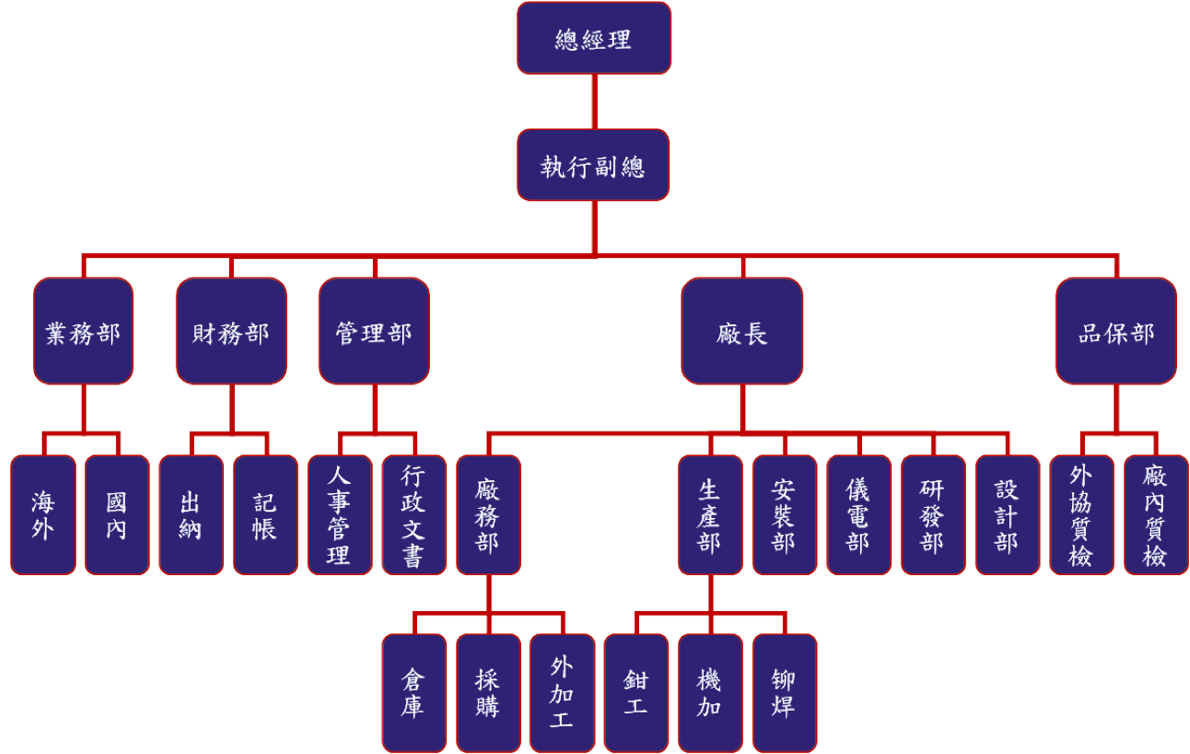 總經理
執行副總
業務部
財務部
管理部
廠長
品保部
海外
國內
出納
記帳
人事管理
行政文書
廠務部
生產部
安裝部
儀電部
研發部
設計部
外協質檢
廠內質檢
倉庫
採購
外加工
鉗工
機加
铆焊